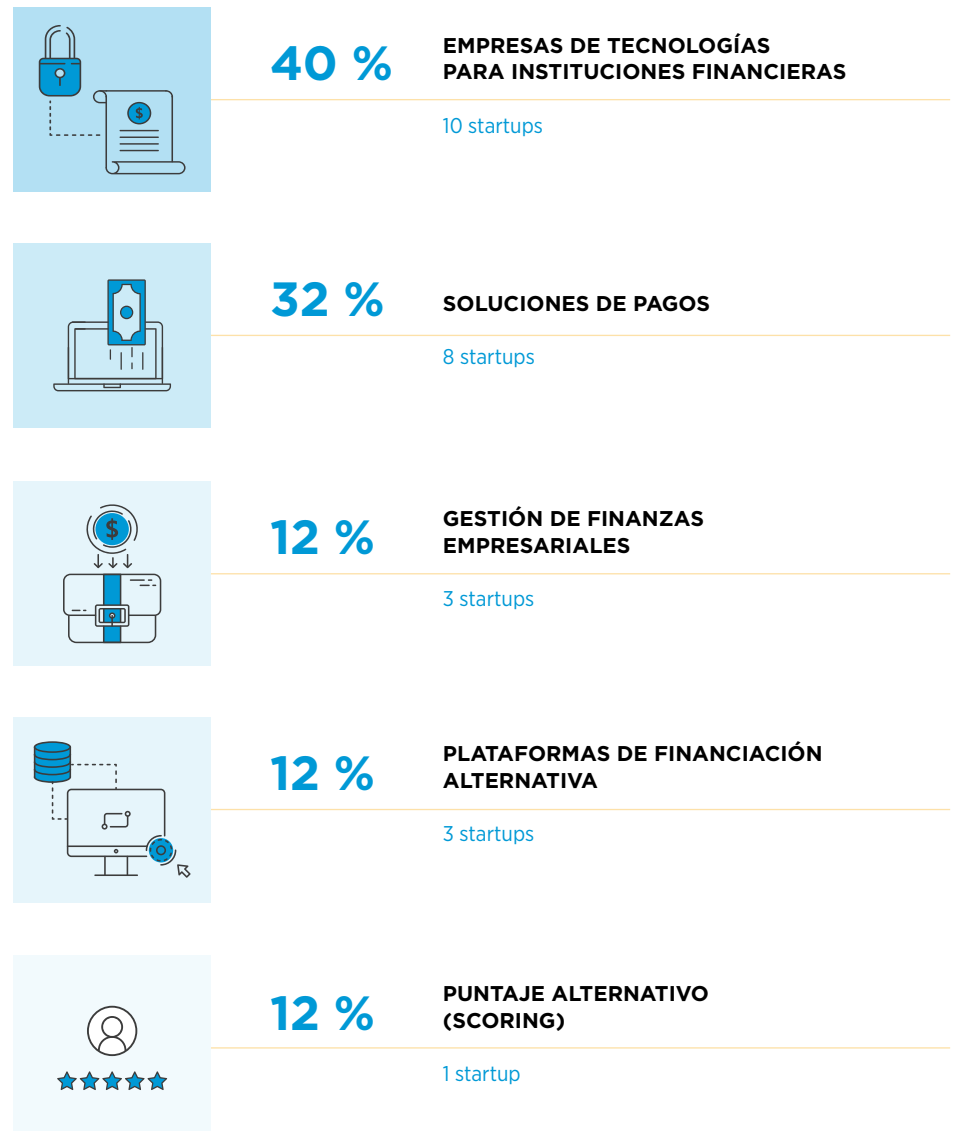 40 %
EMPRESAS DE TECNOLOGÍAS
PARA INSTITUCIONES FINANCIERAS
10 startups
$
32 %
SOLUCIONES DE PAGOS
8 startups
$
12 %
GESTIÓN DE FINANZAS
EMPRESARIALES
3 startups
12 %
PLATAFORMAS DE FINANCIACIÓN
ALTERNATIVA
3 startups
12 %
PUNTAJE ALTERNATIVO
(SCORING)
1 startup